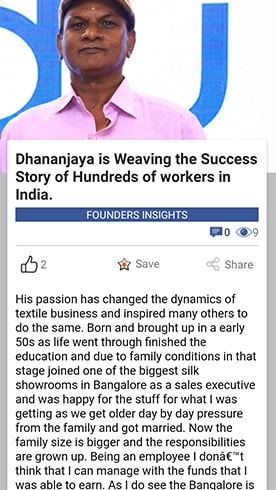 Dhananjaya is Weaving the Success
Story of Hundreds of workers in
India.
FOUNDERS INSIGHTS
0 9
2 Save Share
His passion has changed the dynamics of
textile business and inspired many others to
do the same. Born and brought up in a early
50s as life went through finished the
education and due to family conditions in that
stage joined one of the biggest silk
showrooms in Bangalore as a sales executive
and was happy for the stuff for what I was
getting as we get older day by day pressure
from the family and got married. Now the
family size is bigger and the responsibilities
are grown up. Being an employee I donâ€™t
think that I can manage with the funds that I
was able to earn. As I do see the Bangalore is